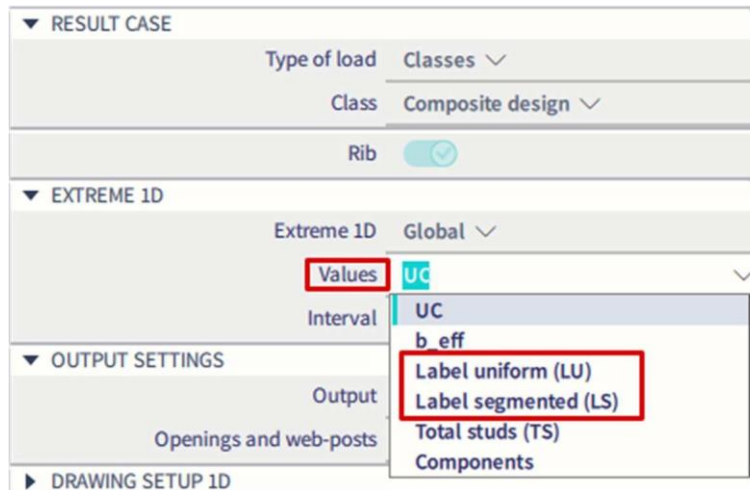 RESULT CASE
Type of load Classes
Class Composite design
Rib
EXTREME 1D
Extreme 1D Global
Values UC
Interval UC
b_eff
OUTPUT SETTINGS
Label uniform (LU)
Output Label segmented (LS)
Openings and web-posts Total studs (TS)
Components
DRAWING SETUP 1D